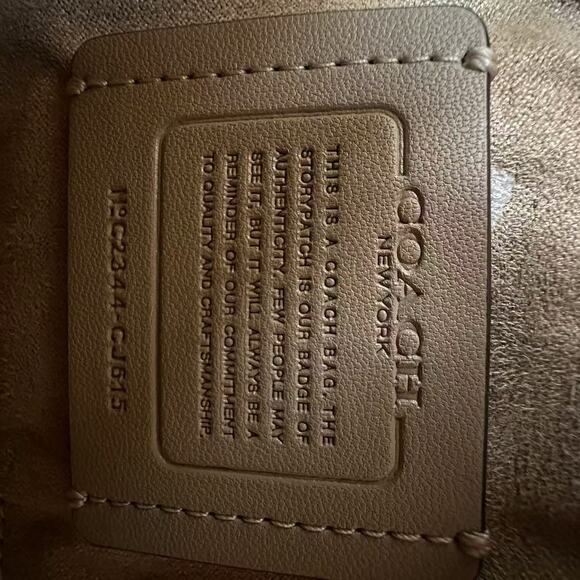 COACH
NEW YORK
THIS IS A COACH BAG. THE
STORYPATCH IS OUR BADGE OF
AUTHENTICITY. FEW PEOPLE MAY
SEE IT, BUT IT WILL ALWAYS BE A
REMINDER OF OUR COMMITMENT
TO QUALITY AND CRAFTSMANSHIP.
NºC2344-CJ615